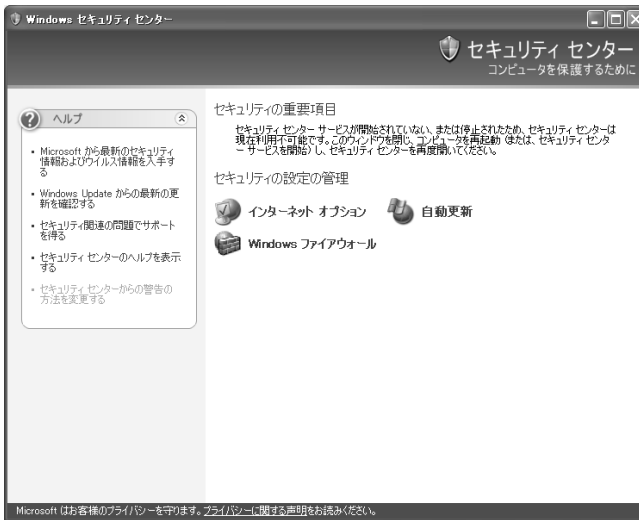 Windows セキュリティ センター
セキュリティ センター
コンピュータを保護するために
ヘルプ
• Microsoft から最新のセキュリティ
情報およびウイルス情報を入手す
る
• Windows Update からの最新の更
新を確認する
• セキュリティ関連の問題でサポート
を得る
• セキュリティ センターのヘルプを表示
する
• セキュリティ センターからの警告の
方法を変更する
セキュリティの重要項目
セキュリティ センター サービスが開始されていない、または停止されたため、セキュリティ センターは
現在利用不可能です。このウィンドウを閉じ、コンピュータを再起動 (または、セキュリティ センタ
ー サービスを開始) し、セキュリティ センターを再度開いてください。
セキュリティの設定の管理
インターネット オプション
自動更新
Windows ファイアウォール
Microsoft はお客様のプライバシーを守ります。プライバシーに関する声明をお読みください。